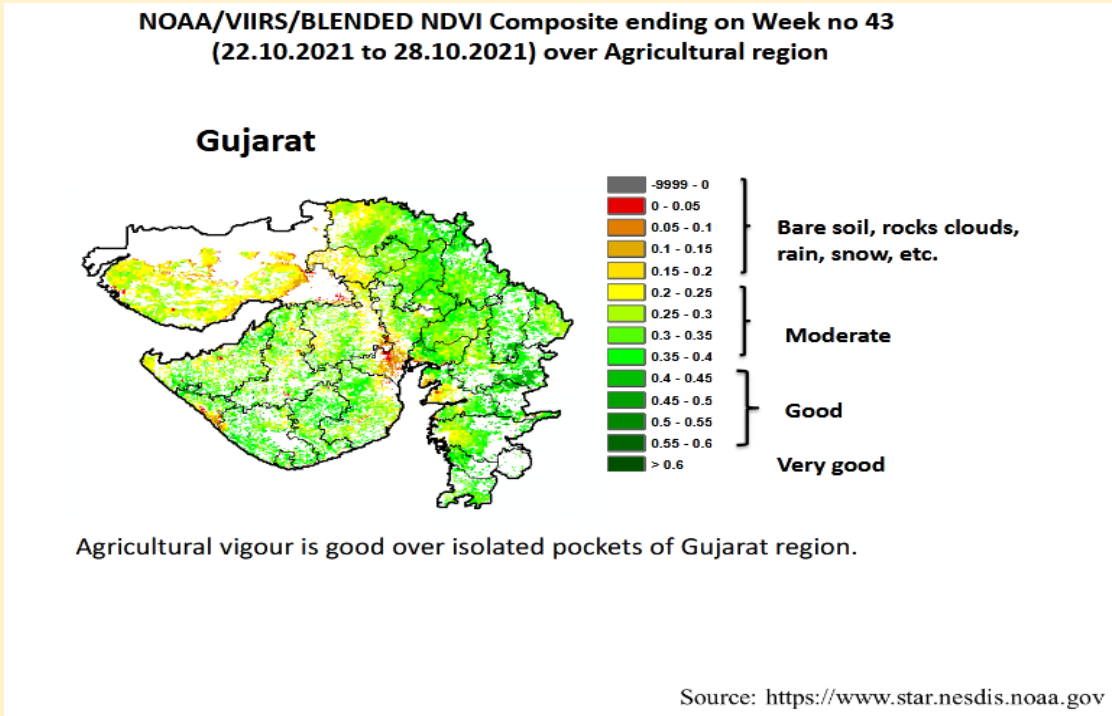 NOAA/VIIRS/BLENDED NDVI Composite ending on Week no 43
(22.10.2021 to 28.10.2021) over Agricultural region
Gujarat
-9999 - 0
0 - 0.05
0.05 - 0.1
0.1 - 0.15
0.15 - 0.2
0.2 - 0.25
0.25 - 0.3
0.3 - 0.35
0.35 - 0.4
0.4 - 0.45
0.45 - 0.5
0.5 - 0.55
0.55 - 0.6
> 0.6
Bare soil, rocks clouds,
rain, snow, etc.
Moderate
Good
Very good
Agricultural vigour is good over isolated pockets of Gujarat region.
Source: https://www.star.nesdis.noaa.gov